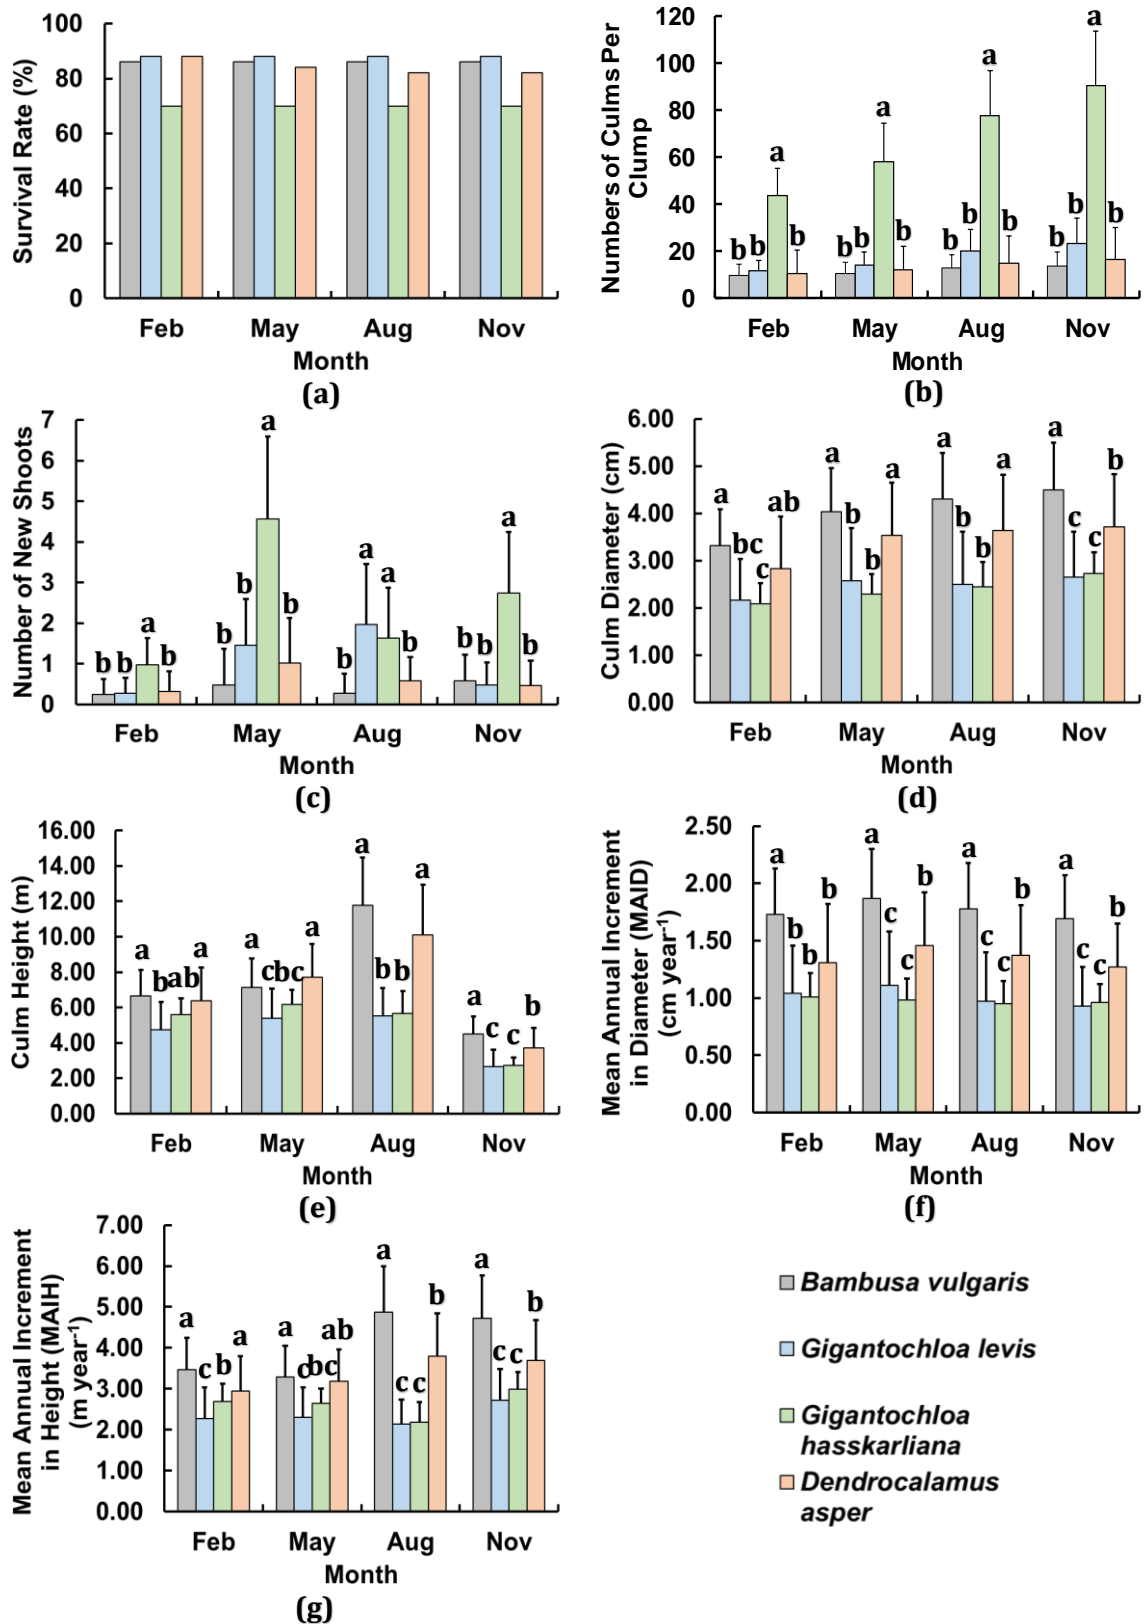 100
80
60
40
20
0
Survival Rate (%)
Feb May Aug Nov
Month
(a)
120
100
80
60
40
20
0
Numbers of Culms Per
Clump
b b a b b b a b b b a b b b a b
Feb May Aug Nov
Month
(b)
7
6
5
4
3
2
1
0
Number of New Shoots
b b a b b b a b b a a b b b a b
Feb May Aug Nov
Month
(c)
6.00
5.00
4.00
3.00
2.00
1.00
0.00
Culm Diameter (cm)
a bc c ab a b b a a b b a a c c b
Feb May Aug Nov
Month
(d)
16.00
14.00
12.00
10.00
8.00
6.00
4.00
2.00
0.00
Culm Height (m)
a b ab a a c bc a a b b a a c c b
Feb May Aug Nov
Month
(e)
2.50
2.00
1.50
1.00
0.50
0.00
Mean Annual Increment
in Diameter (MAID)
(cm year-1)
a b b b a c c b a c c b a c c b
Feb May Aug Nov
Month
(f)
7.00
6.00
5.00
4.00
3.00
2.00
1.00
0.00
Mean Annual Increment
in Height (MAIH)
(m year-1)
a c b a a c bc ab a c c b a c c b
Feb May Aug Nov
Month
(g)
Bambusa vulgaris
Gigantochloa levis
Gigantochloa
hasskarliana
Dendrocalamus
asper